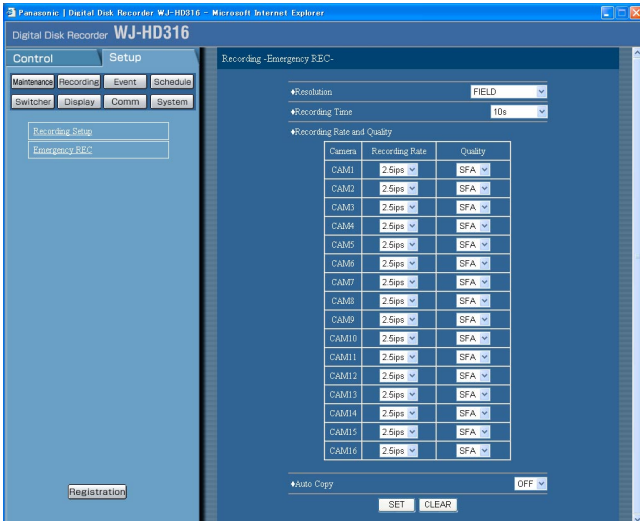 Panasonic | Digital Disk Recorder WJ-HD316 - Microsoft Internet Explorer
Digital Disk Recorder WJ-HD316
Control
Setup
Maintenance Recording Event Schedule
Switcher Display Comm System
Recording Setup
Emergency REC
Registration
Recording -Emergency REC-
♦Resolution FIELD
♦Recording Time 10s
♦Recording Rate and Quality
Camera Recording Rate Quality
CAM1 2.5ips SFA
CAM2 2.5ips SFA
CAM3 2.5ips SFA
CAM4 2.5ips SFA
CAM5 2.5ips SFA
CAM6 2.5ips SFA
CAM7 2.5ips SFA
CAM8 2.5ips SFA
CAM9 2.5ips SFA
CAM10 2.5ips SFA
CAM11 2.5ips SFA
CAM12 2.5ips SFA
CAM13 2.5ips SFA
CAM14 2.5ips SFA
CAM15 2.5ips SFA
CAM16 2.5ips SFA
♦Auto Copy OFF
SET CLEAR